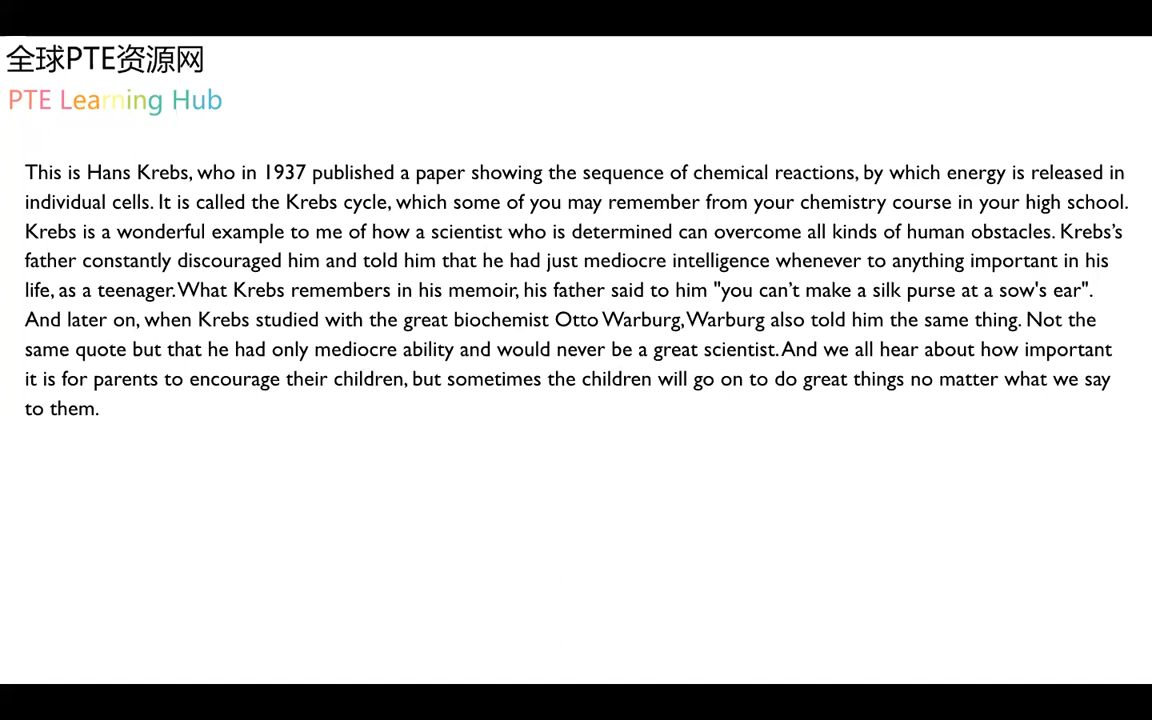 全球PTE资源网
PTE Learning Hub
This is Hans Krebs, who in 1937 published a paper showing the sequence of chemical reactions, by which energy is released in
individual cells. It is called the Krebs cycle, which some of you may remember from your chemistry course in your high school.
Krebs is a wonderful example to me of how a scientist who is determined can overcome all kinds of human obstacles. Krebs’s
father constantly discouraged him and told him that he had just mediocre intelligence whenever to anything important in his
life, as a teenager. What Krebs remembers in his memoir, his father said to him "you can’t make a silk purse at a sow's ear".
And later on, when Krebs studied with the great biochemist Otto Warburg, Warburg also told him the same thing. Not the
same quote but that he had only mediocre ability and would never be a great scientist. And we all hear about how important
it is for parents to encourage their children, but sometimes the children will go on to do great things no matter what we say
to them.